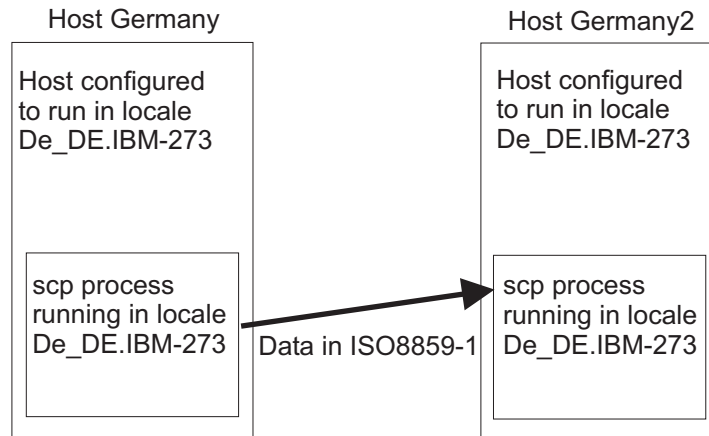 Host Germany
Host configured
to run in locale
De_DE.IBM-273
scp process
running in locale
De_DE.IBM-273
Data in ISO8859-1
Host Germany2
Host configured
to run in locale
De_DE.IBM-273
scp process
running in locale
De_DE.IBM-273